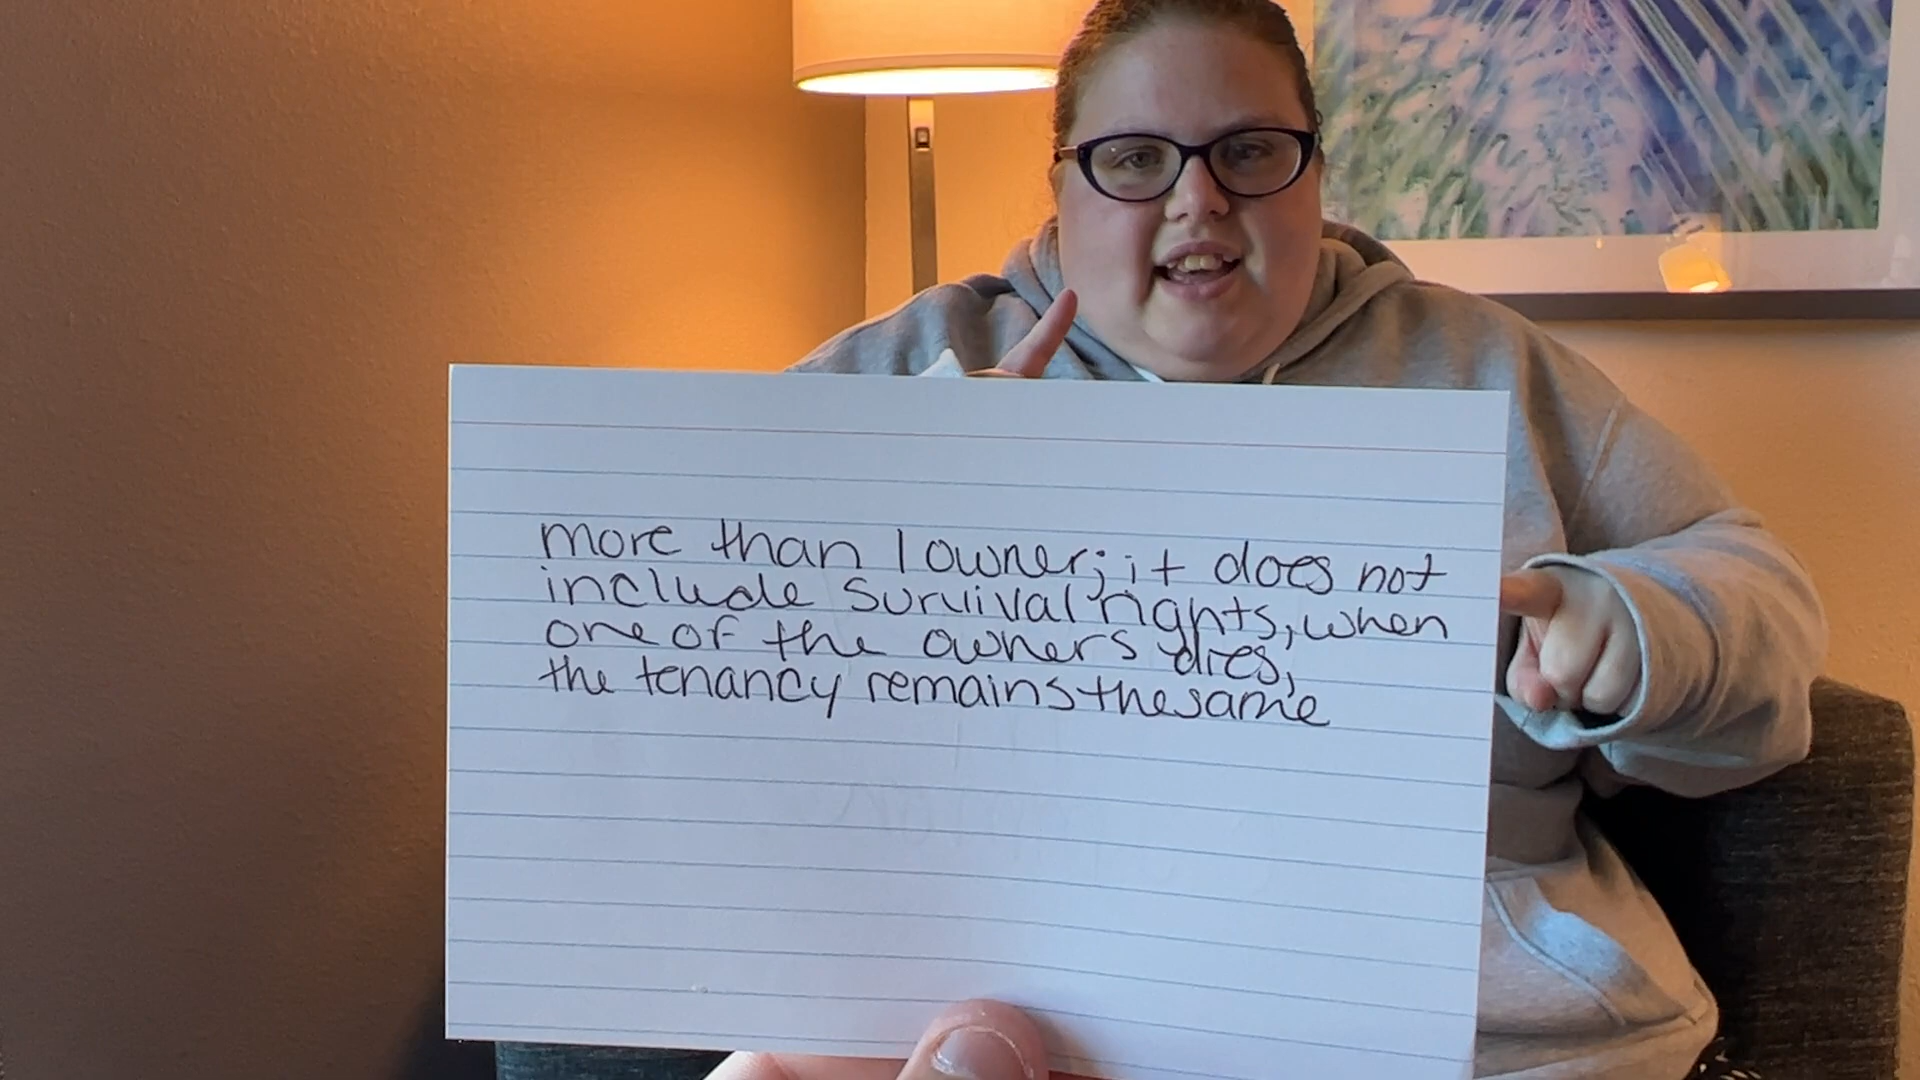 more than 1 owner; it does not
include survival rights, when
one of the owners dies,
the tenancy remains the same